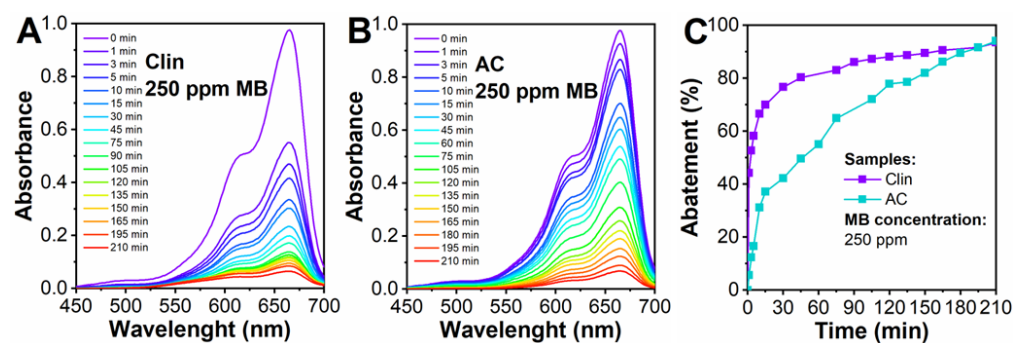 A
Absorbance
1.0
0.8
0.6
0.4
0.2
0.0
450
500
550
600
650
700
Wavelenght (nm)
0 min
1 min
3 min
5 min
10 min
15 min
30 min
45 min
75 min
90 min
105 min
120 min
135 min
150 min
165 min
195 min
210 min
Clin
250 ppm MB
B
Absorbance
1.0
0.8
0.6
0.4
0.2
0.0
450
500
550
600
650
700
Wavelenght (nm)
0 min
1 min
3 min
5 min
10 min
15 min
30 min
45 min
60 min
75 min
105 min
120 min
135 min
150 min
165 min
180 min
195 min
210 min
AC
250 ppm MB
C
Abatement (%)
100
80
60
40
20
0
0
30
60
90
120
150
180
210
Time (min)
Samples:
Clin
AC
MB concentration:
250 ppm